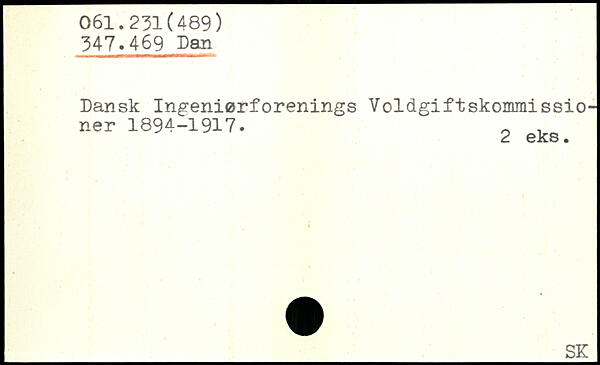 061.231(489)
347.469 Dan
Dansk Ingeniørforenings Voldgiftskommissio-
ner 1894-1917.
2 eks.
SK